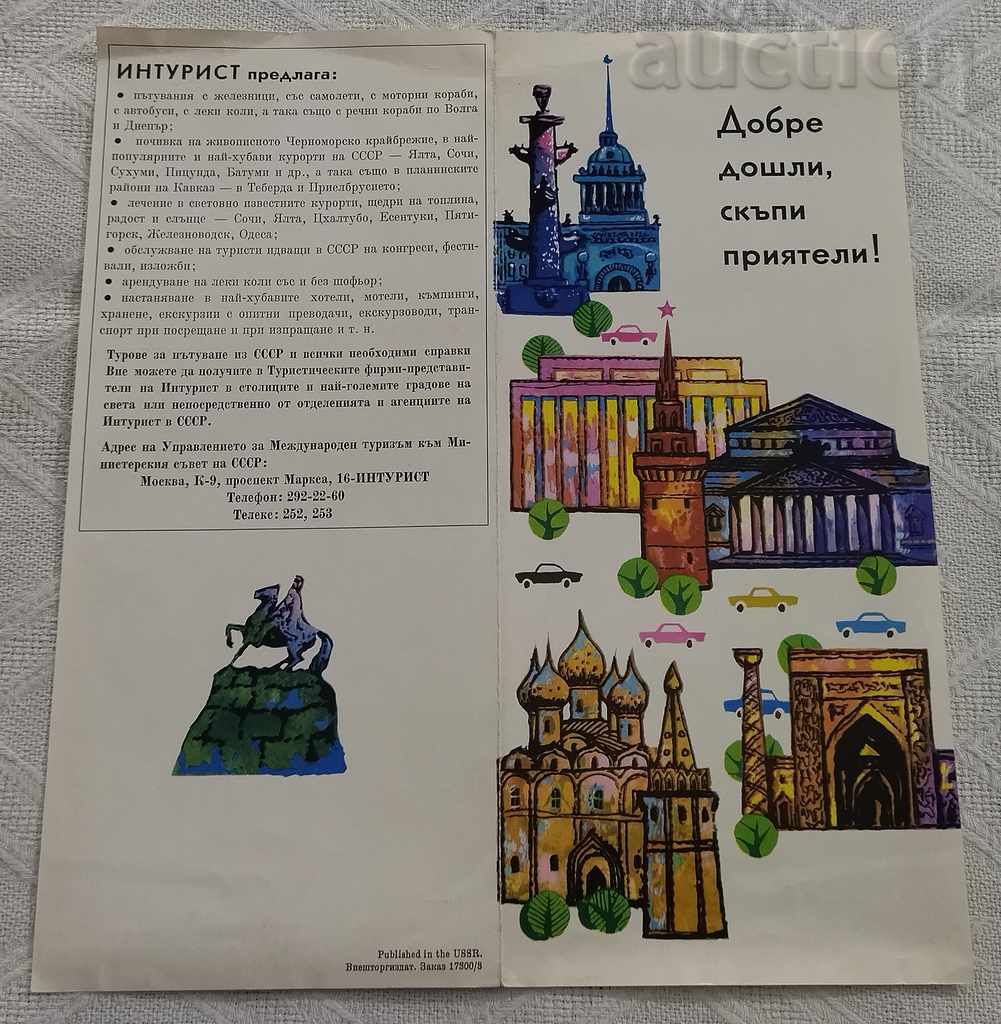 ИНТУРИСТ предлага:
● пътувания с железници, със самолети, с моторни кораби,
с автобуси, с леки коли, а така също с речни кораби по Волга
и Днепър;
● почивка на живописното Черноморско крайбрежие, в най-
популярните и най-хубави курорти на СССР — Ялта, Сочи,
Сухуми, Пицунда, Батуми и др., а така също в планинските
райони на Кавказ — в Теберда и Приелбрусието;
● лечение в световно известните курорти, щедри на топлина,
радост и слънце — Сочи, Ялта, Цхалтубо, Есентуки, Пяти-
горск, Железноводск, Одеса;
● обслужване на туристи идващи в СССР на конгреси, фести-
вали, изложби;
● арендуване на леки коли със и без шофьор;
● настаняване в най-хубавите хотели, мотели, къмпинги,
хранене, екскурзии с опитни преводачи, екскурзоводи, тран-
спорт при посрещане и при изпращане и т. н.
Турове за пътуване из СССР и всички необходими справки
Вие можете да получите в Туристическите фирми-представи-
тели на Интурист в столиците и най-големите градове на
света или непосредствено от отделенията и агенциите на
Интурист в СССР.
Адрес на Управлението за Международен туризъм към Ми-
нистерския съвет на СССР:
Москва, К-9, проспект Маркса, 16-ИНТУРИСТ
Телефон: 292-22-60
Телекс: 252, 253
Published in the USSR.
Внешторгиздат. Заказ 17300/3
auction
Добре
дошли,
скъпи
приятели!